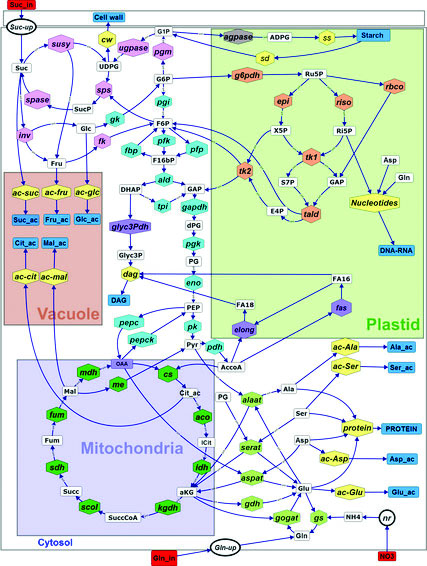 Suc_in
Suc-up
Cell wall
G1P
agpase
ADPG
ss
Starch
susy
cw
ugpase
pgm
sd
Suc
UDPG
G6P
g6pdh
Ru5P
rbco
spase
sps
pgi
epi
riso
SucP
gk
inv
Glc
F6P
X5P
Ri5P
fk
pfk
fbp
pfp
Asp
Fru
F16bP
tk2
tk1
Gln
ald
S7P
GAP
ac-suc
ac-fru
ac-glc
DHAP
GAP
Nucleotides
tpi
gapdh
E4P
tald
Suc_ac
Fru_ac
Glc_ac
glyc3Pdh
dPG
Cit_ac
Mal_ac
pgk
DNA-RNA
Glyc3P
PG
ac-cit
ac-mal
dag
eno
FA16
DAG
FA18
fas
Vacuole
PEP
Plastid
pepc
pk
elong
pepck
Pyr
pdh
ac-Ala
Ala_ac
OAA
AccoA
ac-Ser
Ser_ac
mdh
cs
me
Mal
Cit_ac
PG
alaat
Ala
fum
aco
Ser
protein
PROTEIN
Fum
Mitochondria
iCit
serat
Asp
sdh
idh
aspat
ac-Asp
Asp_ac
Succ
aKG
Glu
ac-Glu
Glu_ac
scol
SuccCoA
kgdh
gdh
gogat
gs
NH4
nr
Cytosol
Gln
Gln_in
Gln-up
NO3